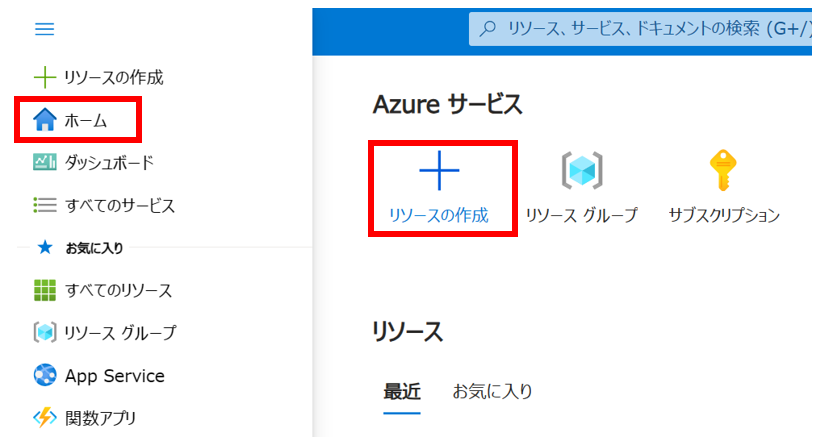 リソースの作成
ホーム
ダッシュボード
すべてのサービス
お気に入り
すべてのリソース
リソース グループ
App Service
関数アプリ
リソース、サービス、ドキュメントの検索 (G+/)
Azure サービス
リソースの作成
リソース グループ
サブスクリプション
リソース
最近
お気に入り